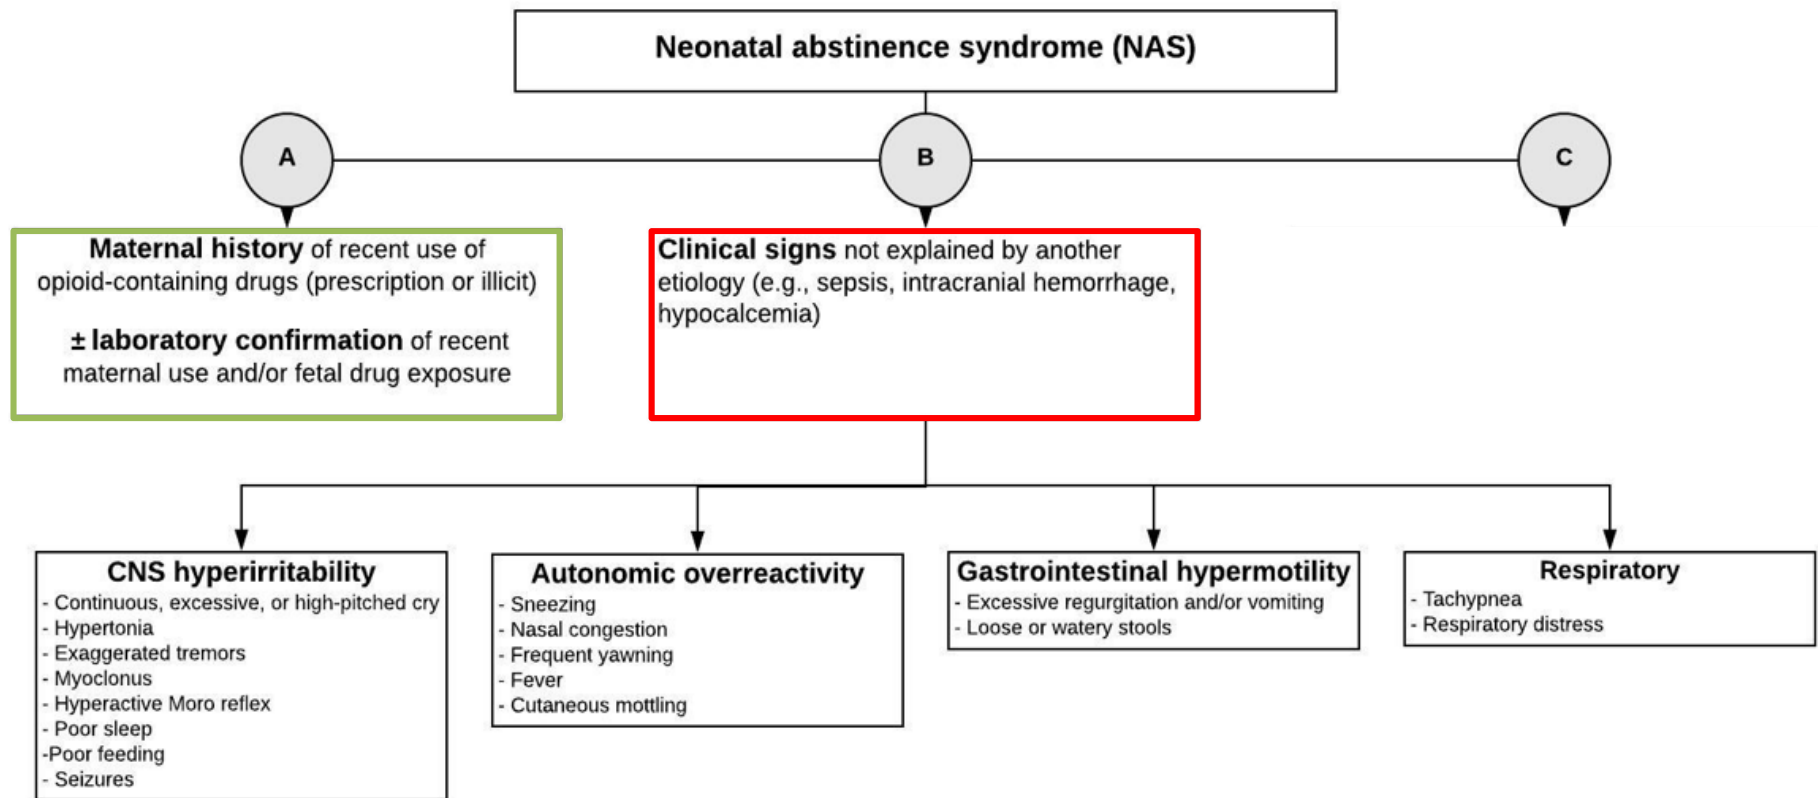 Neonatal abstinence syndrome (NAS)
A
B
C
Maternal history of recent use of
opioid-containing drugs (prescription or illicit)
± laboratory confirmation of recent
maternal use and/or fetal drug exposure
Clinical signs not explained by another
etiology (e.g., sepsis, intracranial hemorrhage,
hypocalcemia)
CNS hyperirritability
- Continuous, excessive, or high-pitched cry
- Hypertonia
- Exaggerated tremors
- Myoclonus
- Hyperactive Moro reflex
- Poor sleep
-Poor feeding
- Seizures
Autonomic overreactivity
- Sneezing
- Nasal congestion
- Frequent yawning
- Fever
- Cutaneous mottling
Gastrointestinal hypermotility
- Excessive regurgitation and/or vomiting
- Loose or watery stools
Respiratory
- Tachypnea
- Respiratory distress